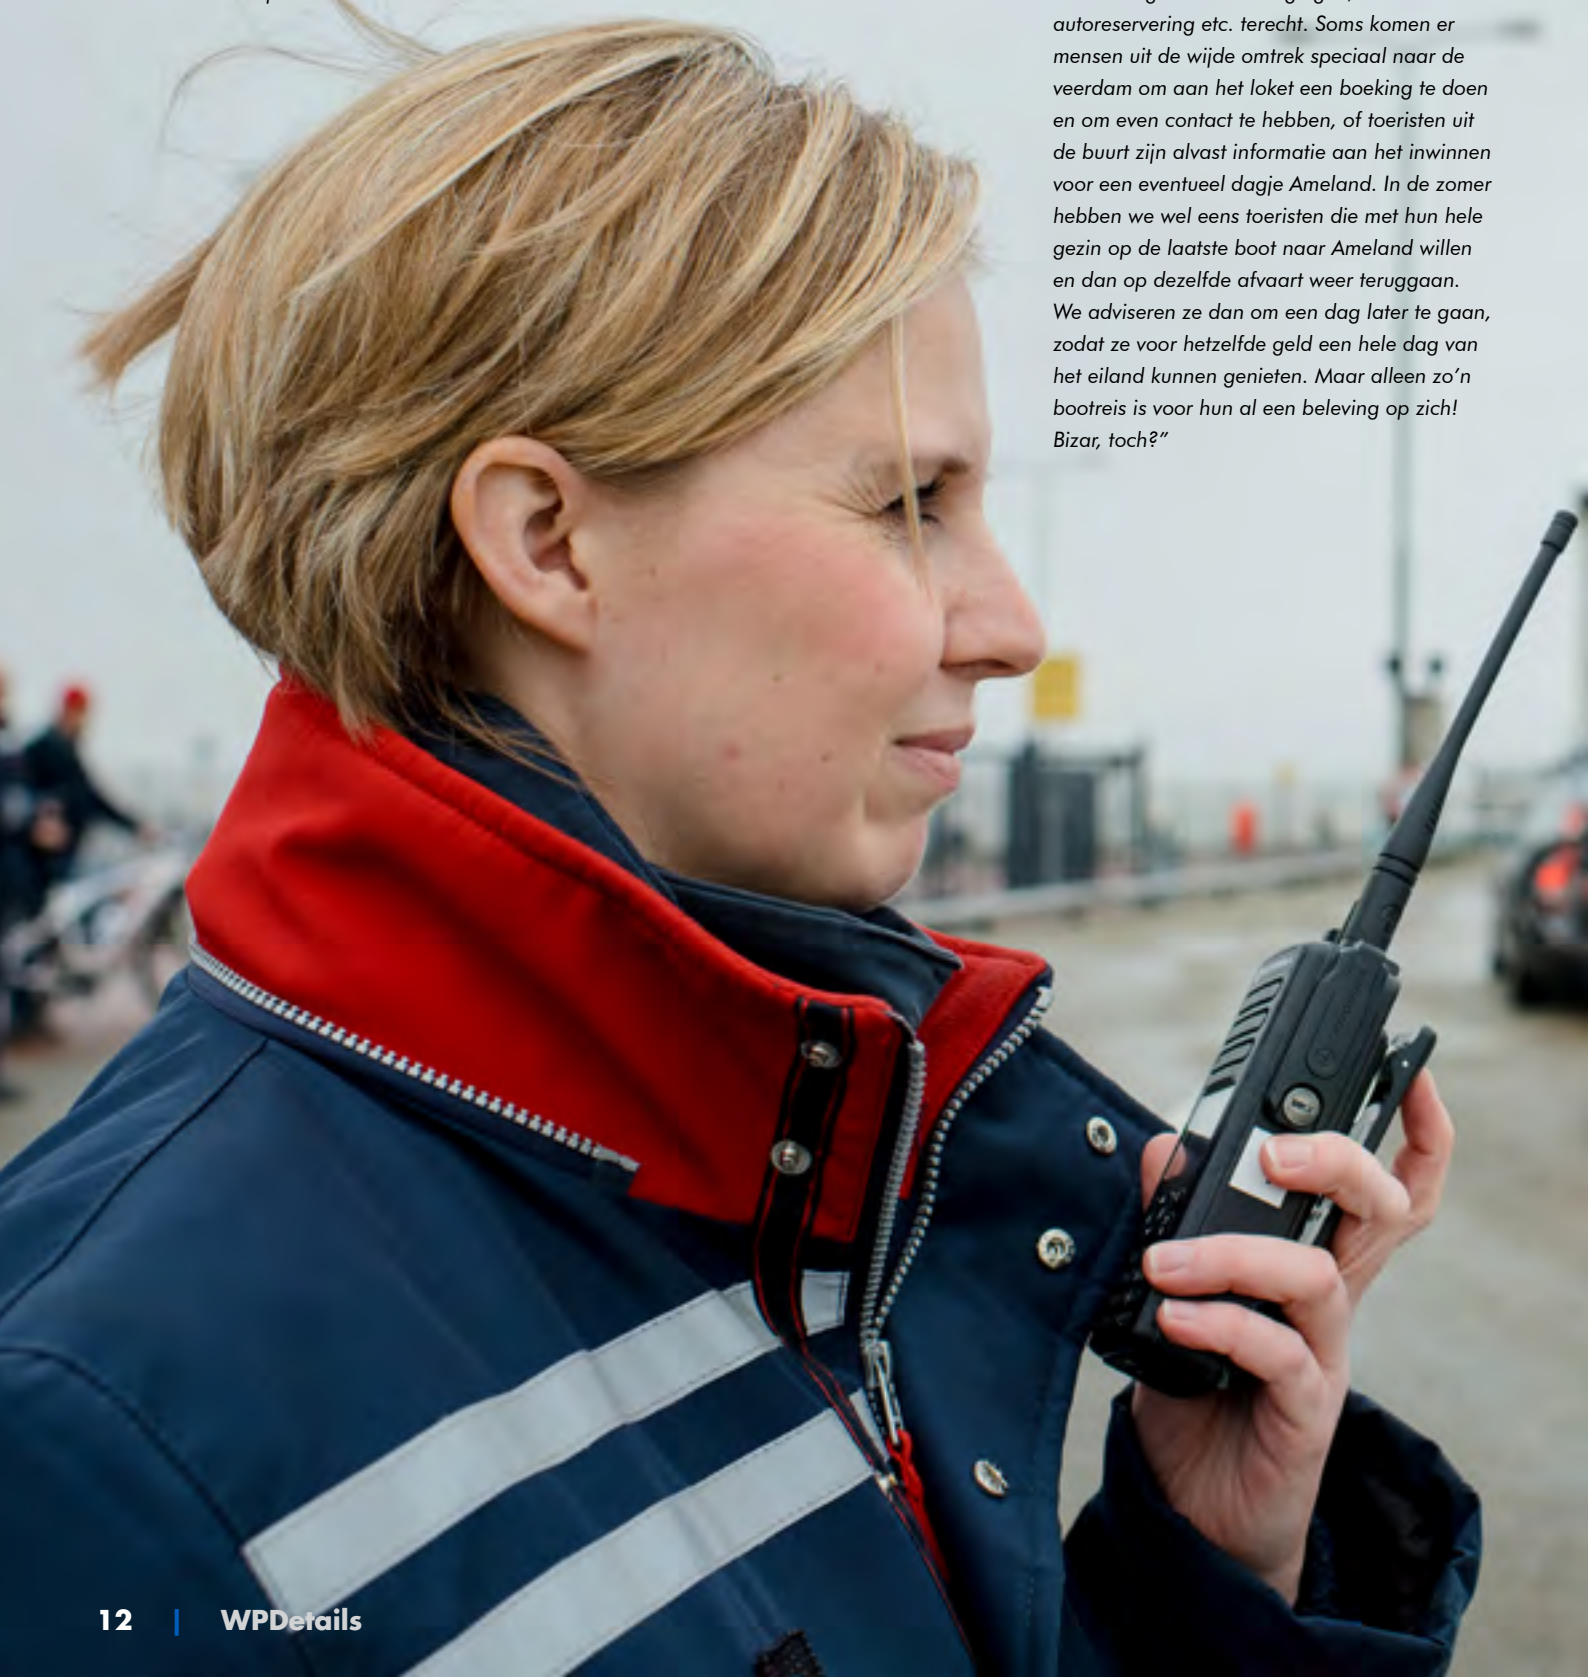 autoreservering etc. terecht. Soms komen er
mensen uit de wijde omtrek speciaal naar de
veerdam om aan het loket een boeking te doen
en om even contact te hebben, of toeristen uit
de buurt zijn alvast informatie aan het inwinnen
voor een eventueel dagje Ameland. In de zomer
hebben we wel eens toeristen die met hun hele
gezin op de laatste boot naar Ameland willen
en dan op dezelfde afvaart weer teruggaan.
We adviseren ze dan om een dag later te gaan,
zodat ze voor hetzelfde geld een hele dag van
het eiland kunnen genieten. Maar alleen zo’n
bootreis is voor hun al een beleving op zich!
Bizar, toch?”
12 | WPDetails